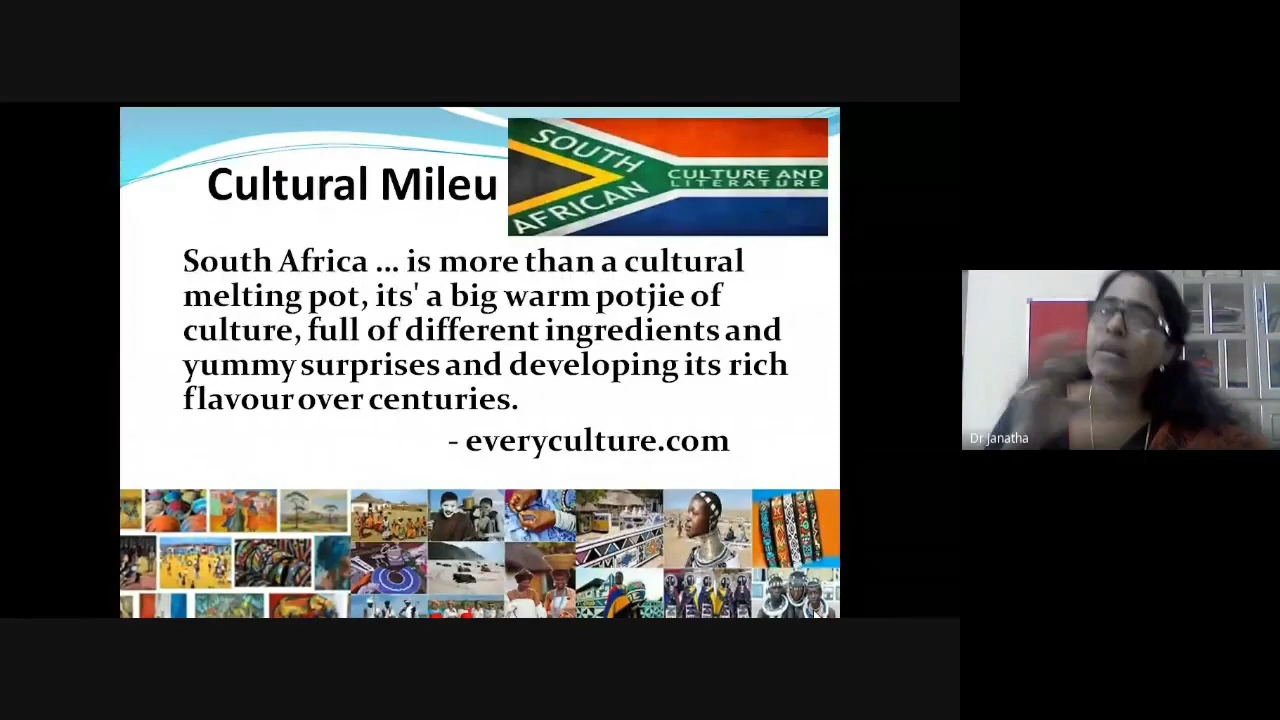 Cultural Mileu
SOUTH
AFRICAN
CULTURE AND
LITERATURE
South Africa ... is more than a cultural
melting pot, its' a big warm potjie of
culture, full of different ingredients and
yummy surprises and developing its rich
flavour over centuries.
- everyculture.com
Dr Janatha